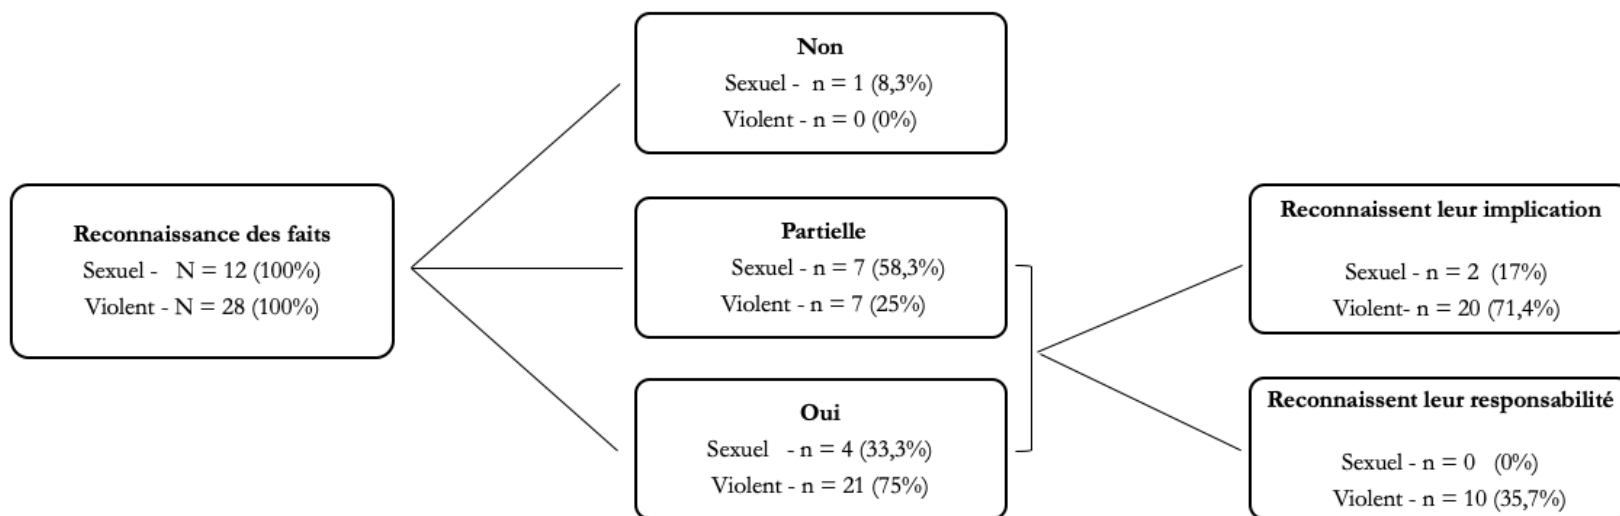 Non
Sexuel - n = 1 (8,3%)
Violent - n = 0 (0%)
Reconnaissance des faits
Sexuel - N = 12 (100%)
Violent - N = 28 (100%)
Partielle
Sexuel - n = 7 (58,3%)
Violent - n = 7 (25%)
Oui
Sexuel - n = 4 (33,3%)
Violent - n = 21 (75%)
Reconnaissent leur implication
Sexuel - n = 2 (17%)
Violent- n = 20 (71,4%)
Reconnaissent leur responsabilité
Sexuel - n = 0 (0%)
Violent - n = 10 (35,7%)